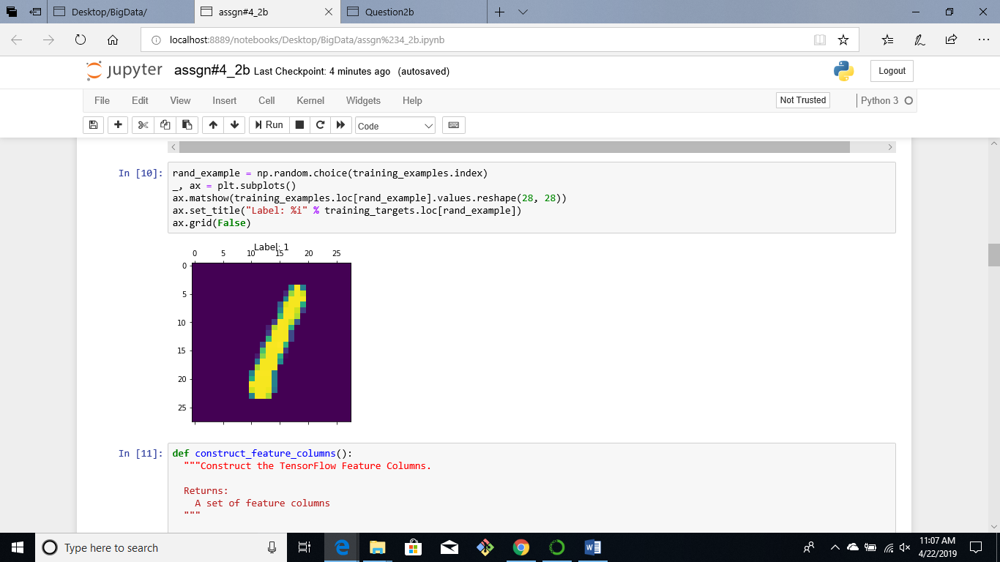 Desktop/BigData/
assgn#4_2b
Question2b
localhost:8889/notebooks/Desktop/BigData/assgn%234_2b.ipynb
jupyter assgn#4_2b Last Checkpoint: 4 minutes ago (autosaved)
Logout
File Edit View Insert Cell Kernel Widgets Help
Not Trusted
Python 3
Run
Code
In [10]:
rand_example = np.random.choice(training_examples.index)
_, ax = plt.subplots()
ax.matshow(training_examples.loc[rand_example].values.reshape(28, 28))
ax.set_title("Label: %i" % training_targets.loc[rand_example])
ax.grid(False)
Label: 1
0 5 10 15 20 25
0
5
10
15
20
25
In [11]:
def construct_feature_columns():
"""Construct the TensorFlow Feature Columns.
Returns:
A set of feature columns
"""
Type here to search
11:07 AM
4/22/2019